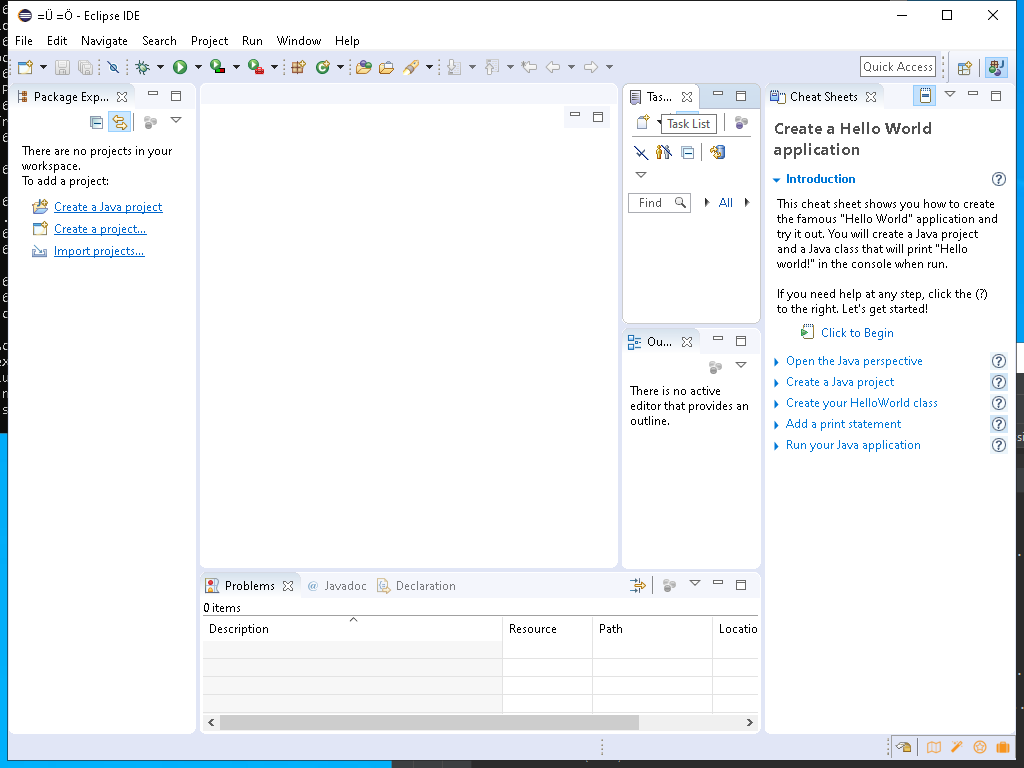 =Ü =Ö - Eclipse IDE
File Edit Navigate Search Project Run Window Help
Quick Access
Package Exp...
There are no projects in your
workspace.
To add a project:
Create a Java project
Create a project...
Import projects...
Tas...
Task List
Find
All
Ou...
There is no active
editor that provides an
outline.
Cheat Sheets
Create a Hello World
application
Introduction
This cheat sheet shows you how to create
the famous "Hello World" application and
try it out. You will create a Java project
and a Java class that will print "Hello
world!" in the console when run.
If you need help at any step, click the (?)
to the right. Let's get started!
Click to Begin
Open the Java perspective
Create a Java project
Create your HelloWorld class
Add a print statement
Run your Java application
Problems @ Javadoc Declaration
0 items
Description Resource Path Locatio